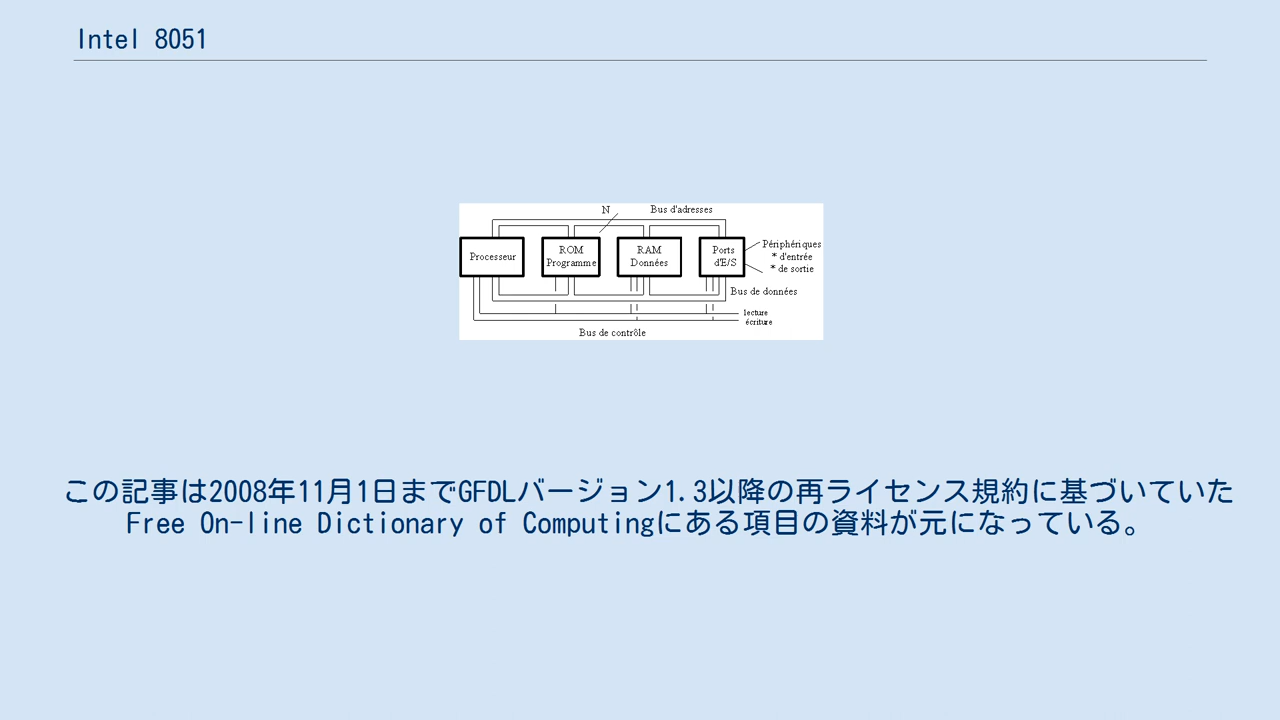 Intel 8051
N
Bus d'adresses
Processeur
ROM
Programme
RAM
Données
Ports
d'E/S
Périphériques
* d'entrée
* de sortie
Bus de données
lecture
écriture
Bus de contrôle
この記事は2008年11月1日までGFDLバージョン1.3以降の再ライセンス規約に基づいていた
Free On-line Dictionary of Computingにある項目の資料が元になっている。